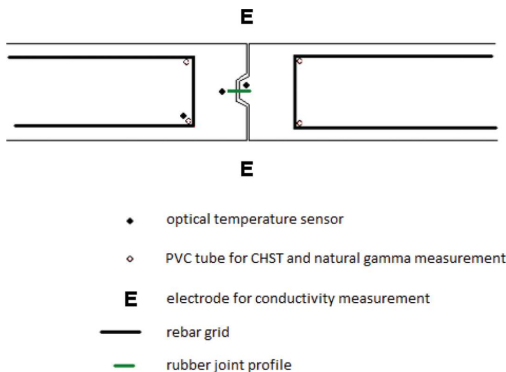 E
E
optical temperature sensor
PVC tube for CHST and natural gamma measurement
E electrode for conductivity measurement
rebar grid
rubber joint profile